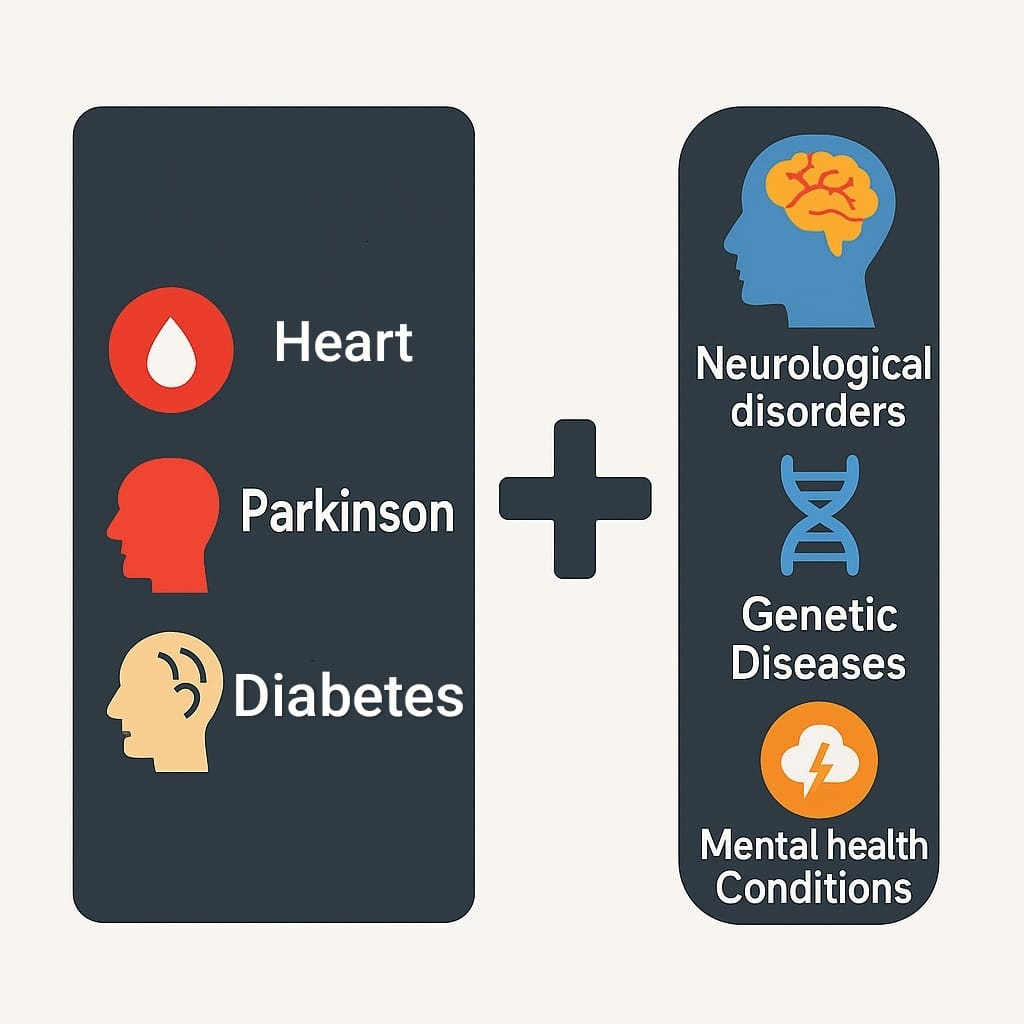 Heart
Parkinson
Diabetes
Neurological
disorders
Genetic
Diseases
Mental health
Conditions